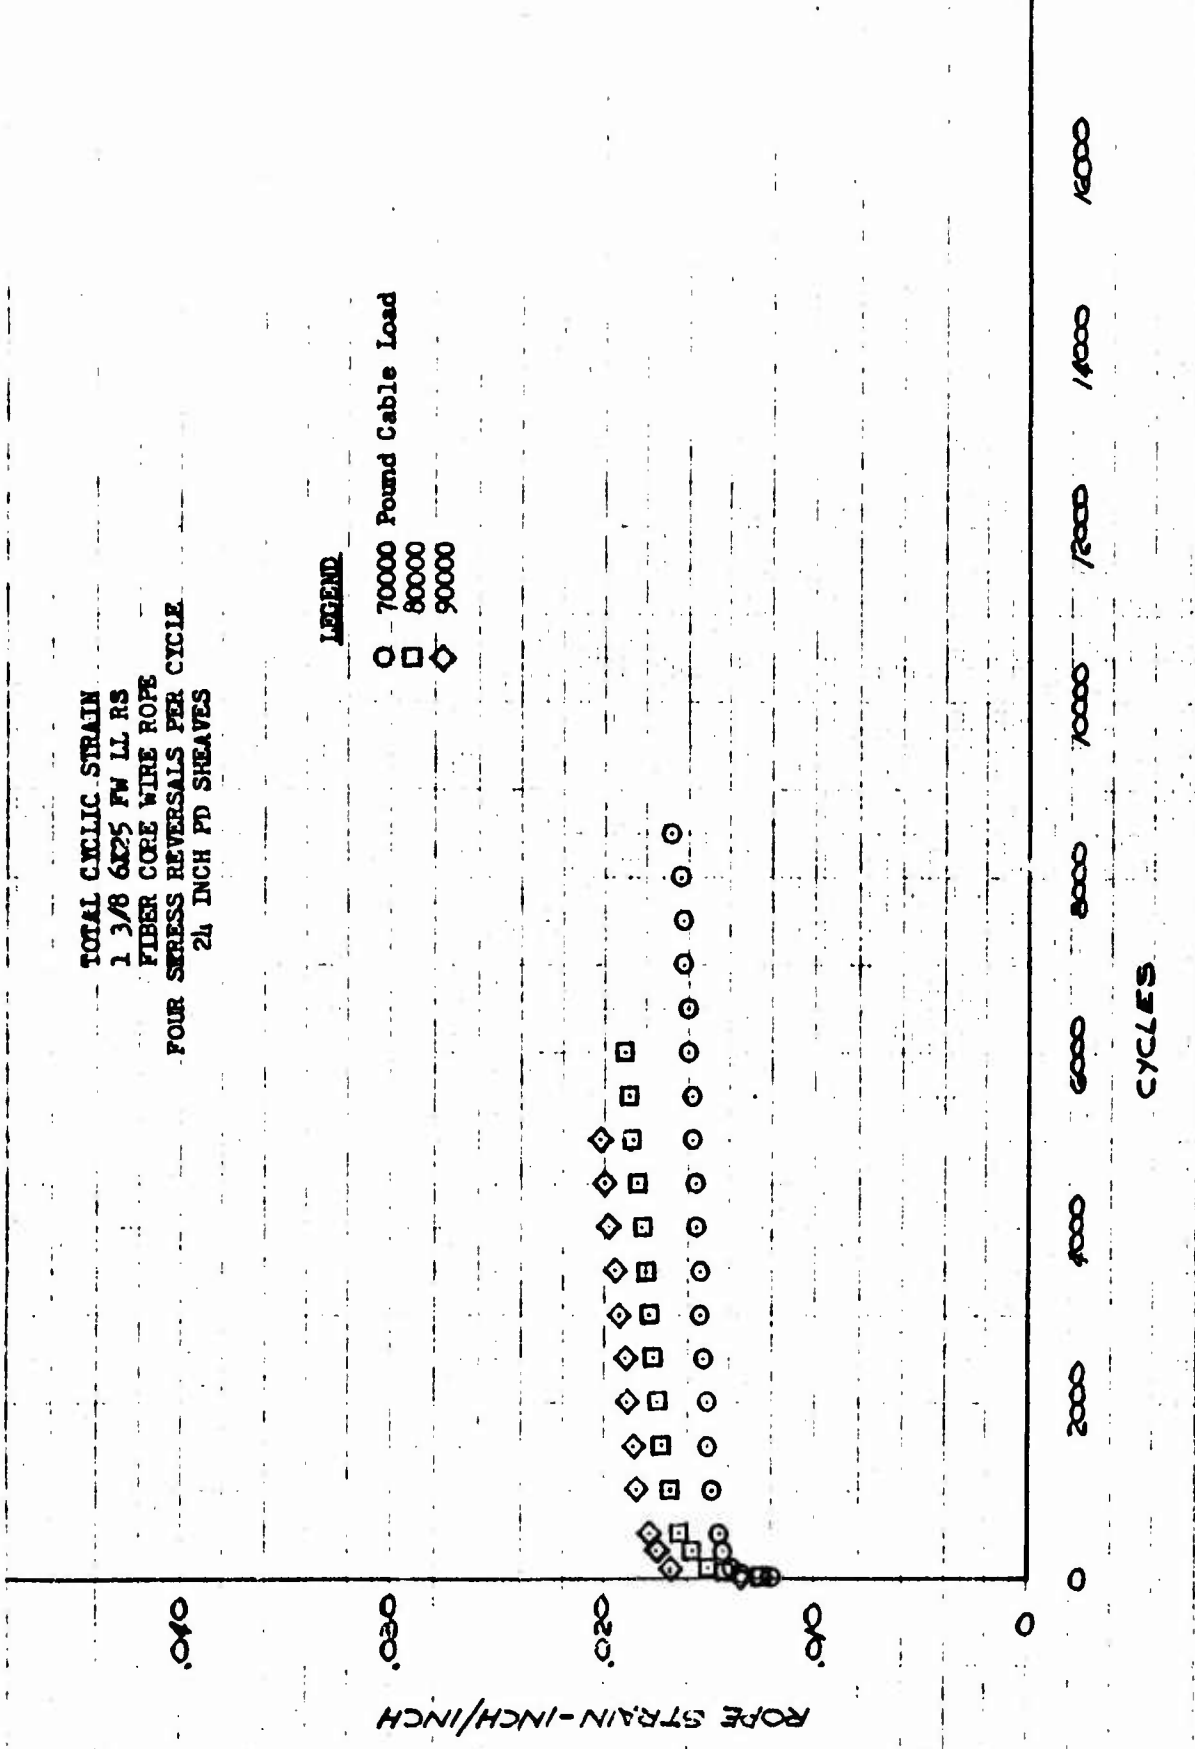 TOTAL CYCLIC STRAIN
1 3/8 6X25 FW LL RS
FIBER CORE WIRE ROPE
FOUR STRESS REVERSALS PER CYCLE
24 INCH PD SHEAVES
LEGEND
70000 Pound Cable Load
80000
90000
ROPE STRAIN-INCH/INCH
.040
.030
.020
.010
0
0
2000
4000
6000
8000
10000
12000
14000
16000
CYCLES